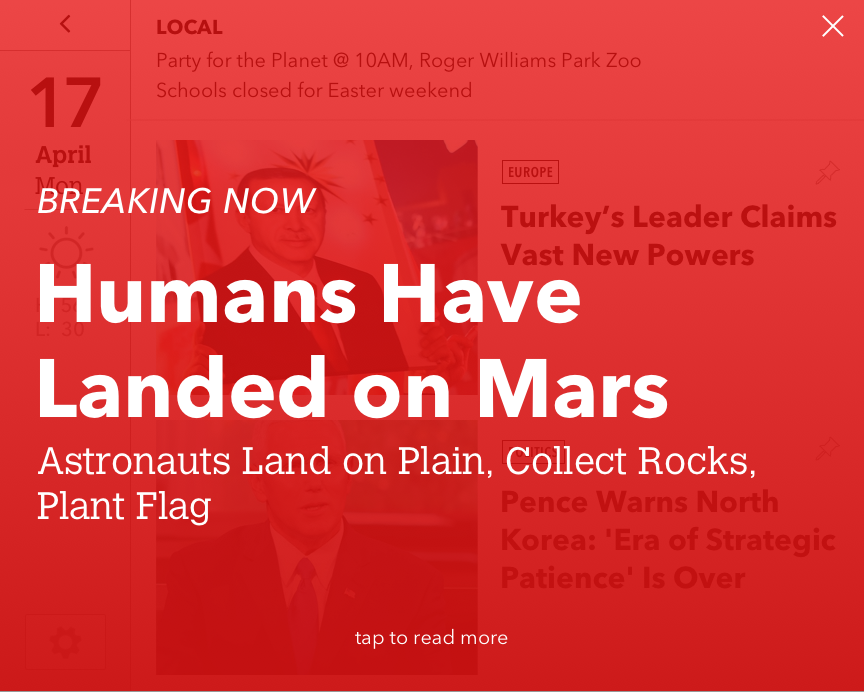 LOCAL
Party for the Planet @ 10AM, Roger Williams Park Zoo
Schools closed for Easter weekend
17
April
Mon
EUROPE
Turkey’s Leader Claims
Vast New Powers
BREAKING NOW
Humans Have
Landed on Mars
L: 30
Astronauts Land on Plain, Collect Rocks,
Plant Flag
Pence Warns North
Korea: 'Era of Strategic
Patience' Is Over
tap to read more